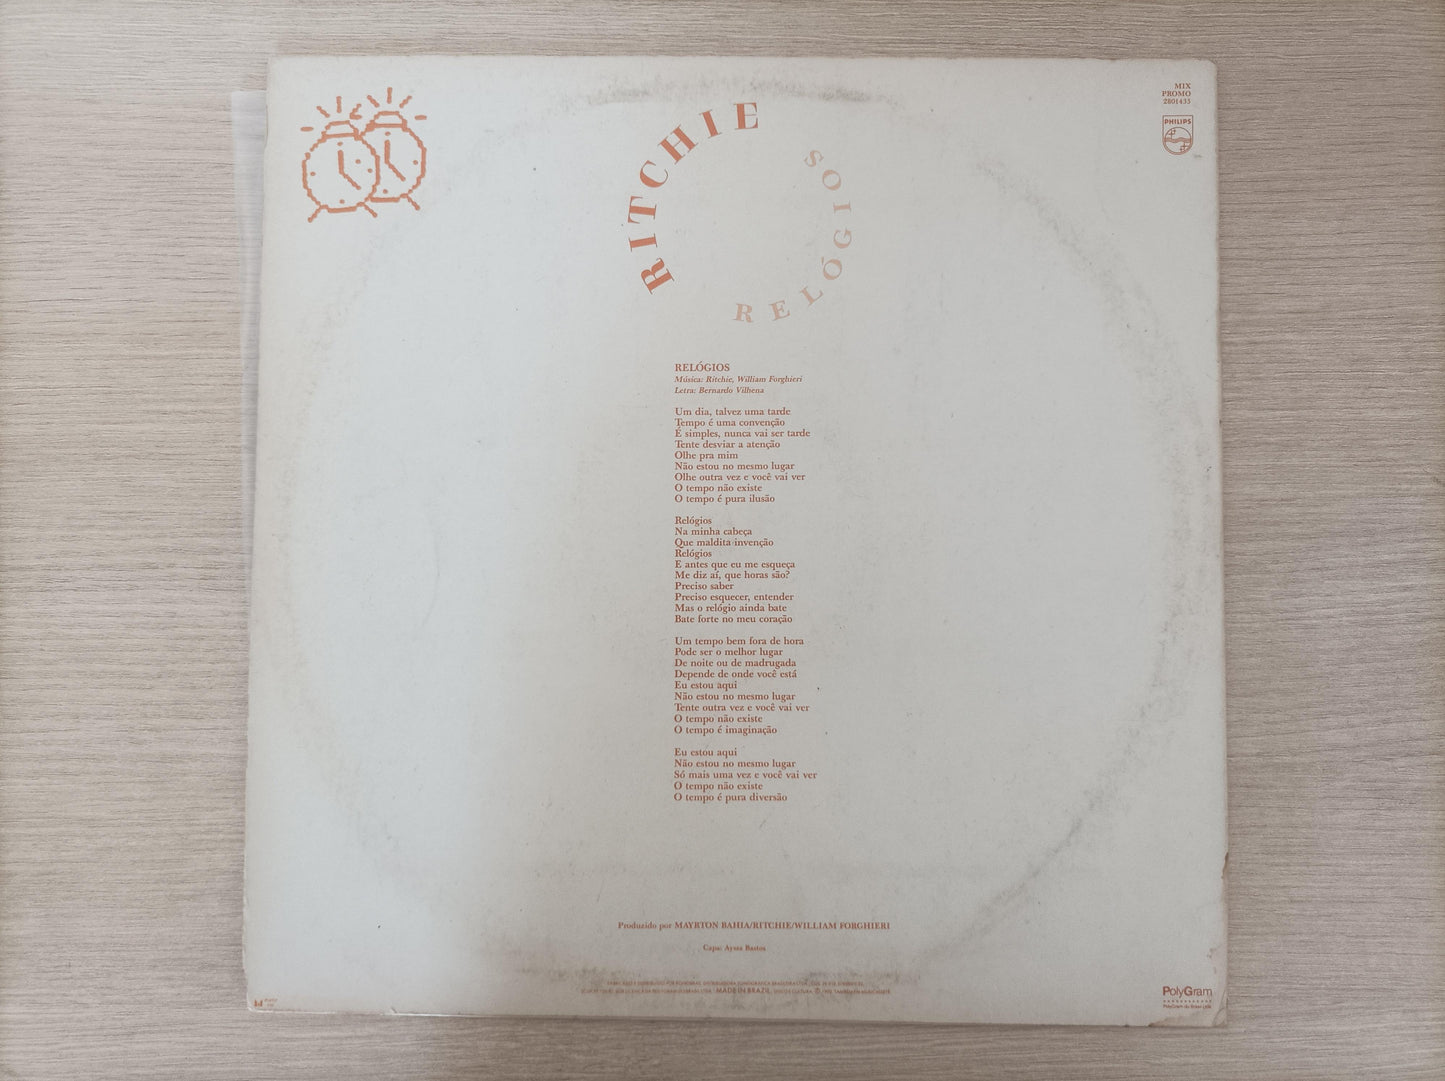 MIX
PROMO
2801435
PHILIPS
RITCHIE
RELÓGIOS
RELÓGIOS
Música: Ritchie, William Forghieri
Letra: Bernardo Vilhena
Um dia, talvez uma tarde
Tempo é uma convenção
É simples, nunca vai ser tarde
Tente desviar a atenção
Olhe pra mim
Não estou no mesmo lugar
Olhe outra vez e você vai ver
O tempo não existe
O tempo é pura ilusão
Relógios
Na minha cabeça
Que maldita invenção
Relógios
E antes que eu me esqueça
Me diz aí, que horas são?
Preciso saber
Preciso esquecer, entender
Mas o relógio ainda bate
Bate forte no meu coração
Um tempo bem fora de hora
Pode ser o melhor lugar
De noite ou de madrugada
Depende de onde você está
Eu estou aqui
Não estou no mesmo lugar
Tente outra vez e você vai ver
O tempo não existe
O tempo é imaginação
Eu estou aqui
Não estou no mesmo lugar
Só mais uma vez e você vai ver
O tempo não existe
O tempo é pura diversão
Produzido por MAYRTON BAHIA/RITCHIE/WILLIAM FORGHIERI
Capa: Ayssa Bastos
MADE IN BRAZIL
PolyGram
PolyGram do Brasil Ltda.